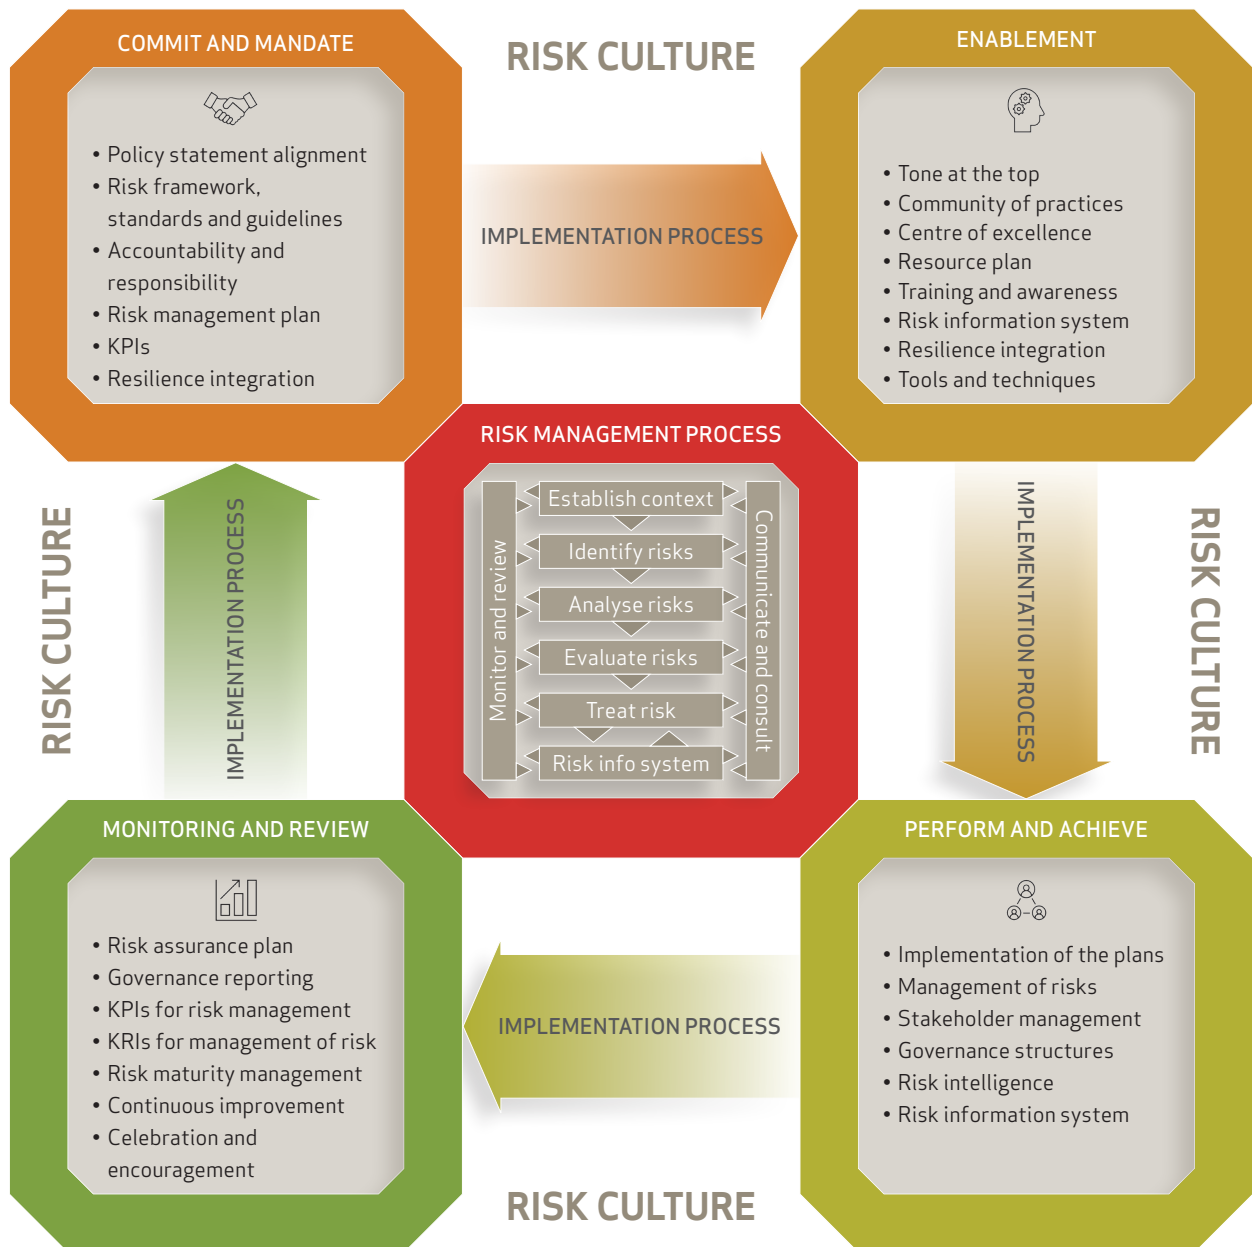 COMMIT AND MANDATE
• Policy statement alignment
• Risk framework,
standards and guidelines
• Accountability and
responsibility
• Risk management plan
• KPIs
• Resilience integration
RISK CULTURE
IMPLEMENTATION PROCESS
ENABLEMENT
• Tone at the top
• Community of practices
• Centre of excellence
• Resource plan
• Training and awareness
• Risk information system
• Resilience integration
• Tools and techniques
RISK CULTURE
IMPLEMENTATION PROCESS
RISK MANAGEMENT PROCESS
Monitor and review
Establish context
Identify risks
Analyse risks
Evaluate risks
Treat risk
Risk info system
Communicate and consult
IMPLEMENTATION PROCESS
RISK CULTURE
MONITORING AND REVIEW
• Risk assurance plan
• Governance reporting
• KPIs for risk management
• KRIs for management of risk
• Risk maturity management
• Continuous improvement
• Celebration and
encouragement
IMPLEMENTATION PROCESS
RISK CULTURE
PERFORM AND ACHIEVE
• Implementation of the plans
• Management of risks
• Stakeholder management
• Governance structures
• Risk intelligence
• Risk information system